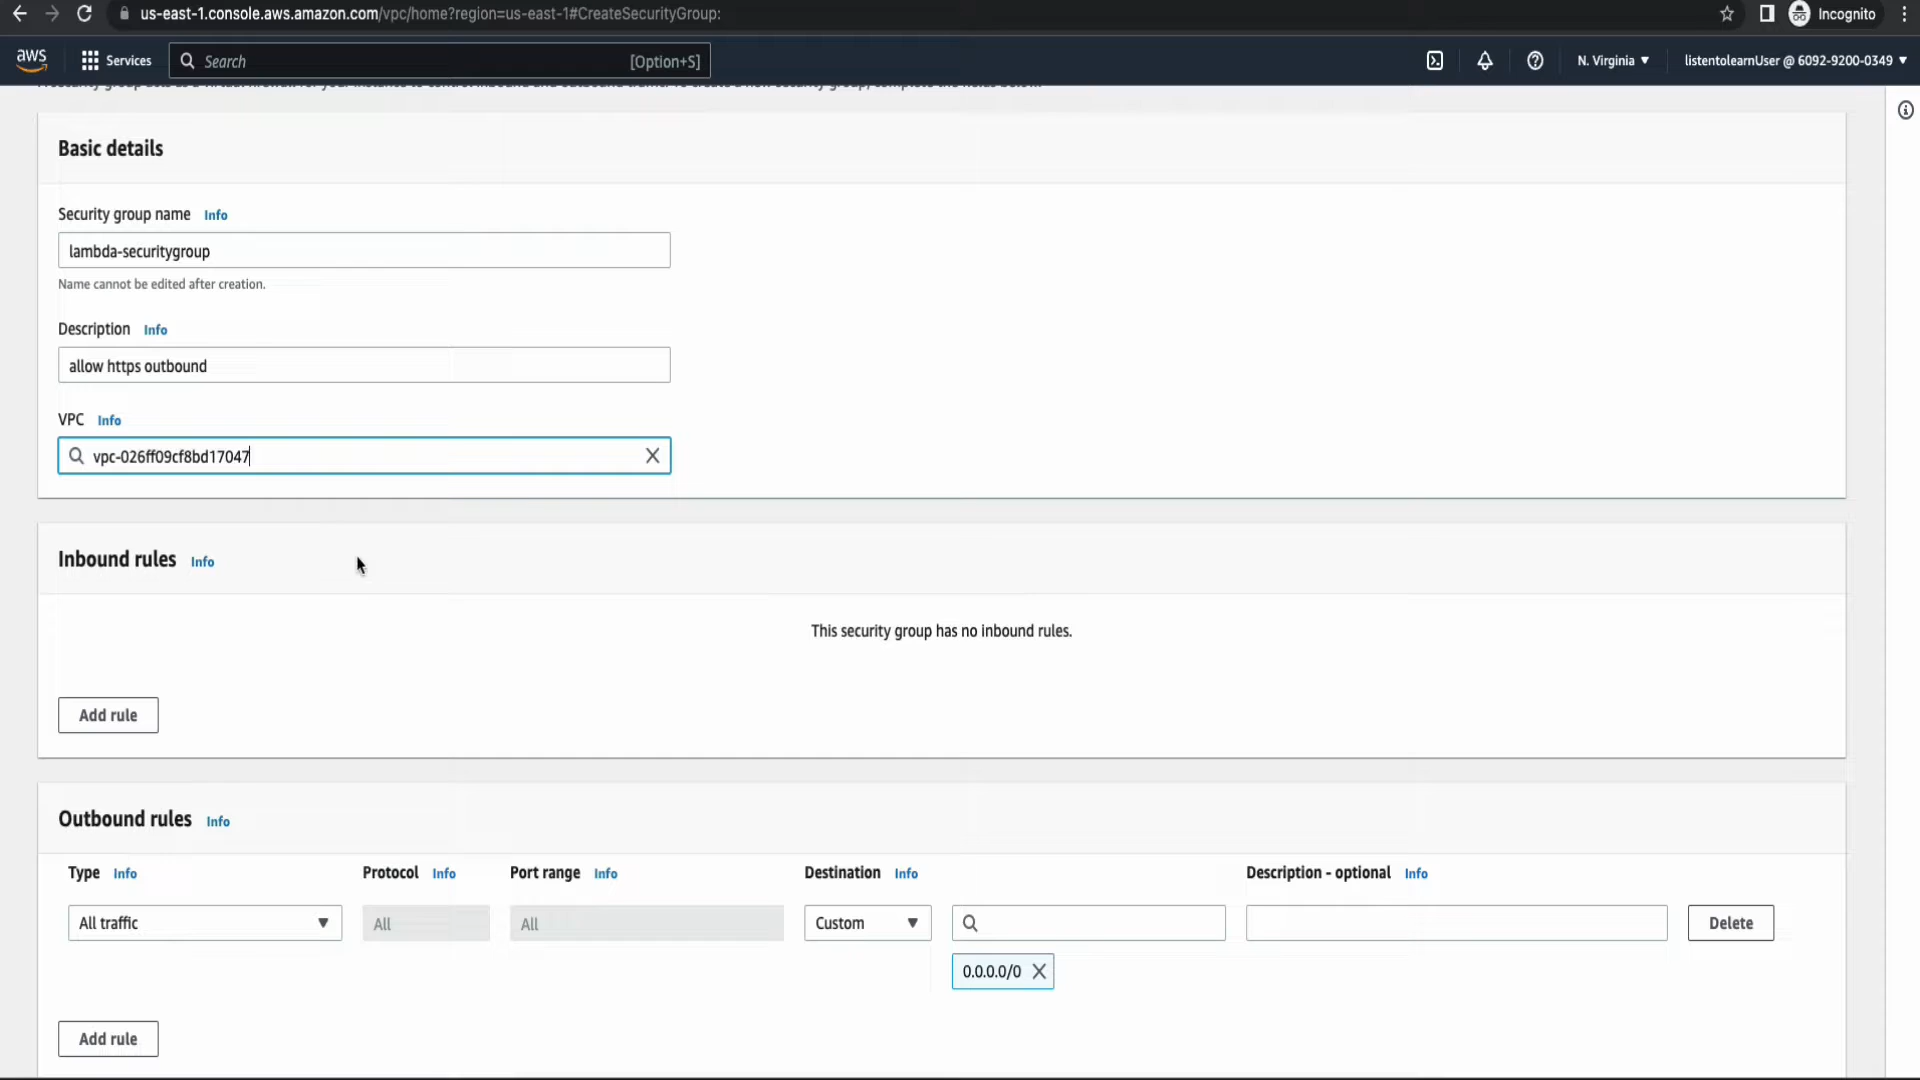 us-east-1.console.aws.amazon.com/vpc/home?region=us-east-1#CreateSecurityGroup:
Incognito
aws
Services
Search
[Option+S]
N. Virginia
listentolearnUser @ 6092-9200-0349
Basic details
Security group name Info
lambda-securitygroup
Name cannot be edited after creation.
Description Info
allow https outbound
VPC Info
vpc-026ff09cf8bd17047
Inbound rules Info
This security group has no inbound rules.
Add rule
Outbound rules Info
Type Info Protocol Info Port range Info Destination Info Description - optional Info
All traffic All All Custom Delete
0.0.0.0/0
Add rule